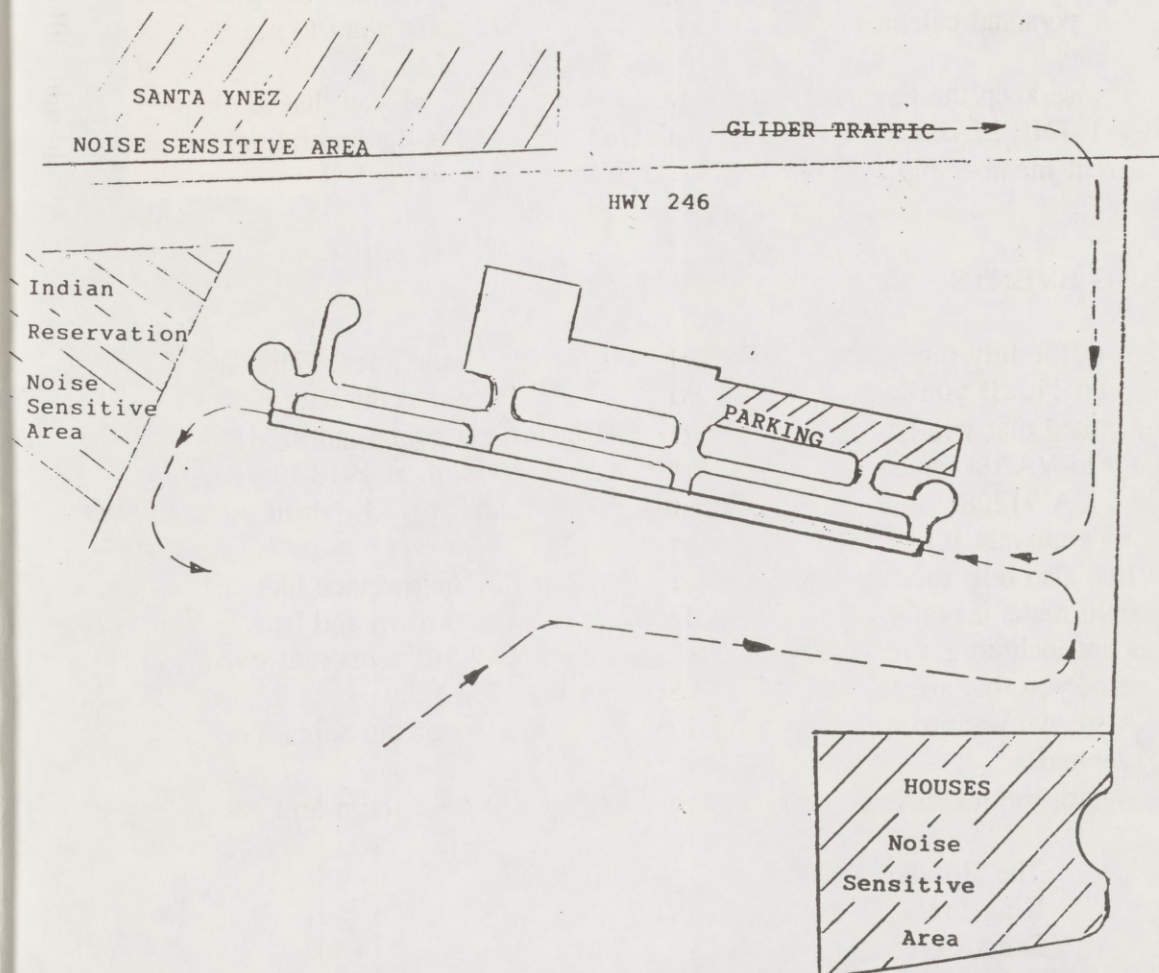 SANTA YNEZ
NOISE SENSITIVE AREA
GLIDER TRAFFIC
HWY 246
Indian
Reservation
Noise
Sensitive
Area
PARKING
HOUSES
Noise
Sensitive
Area